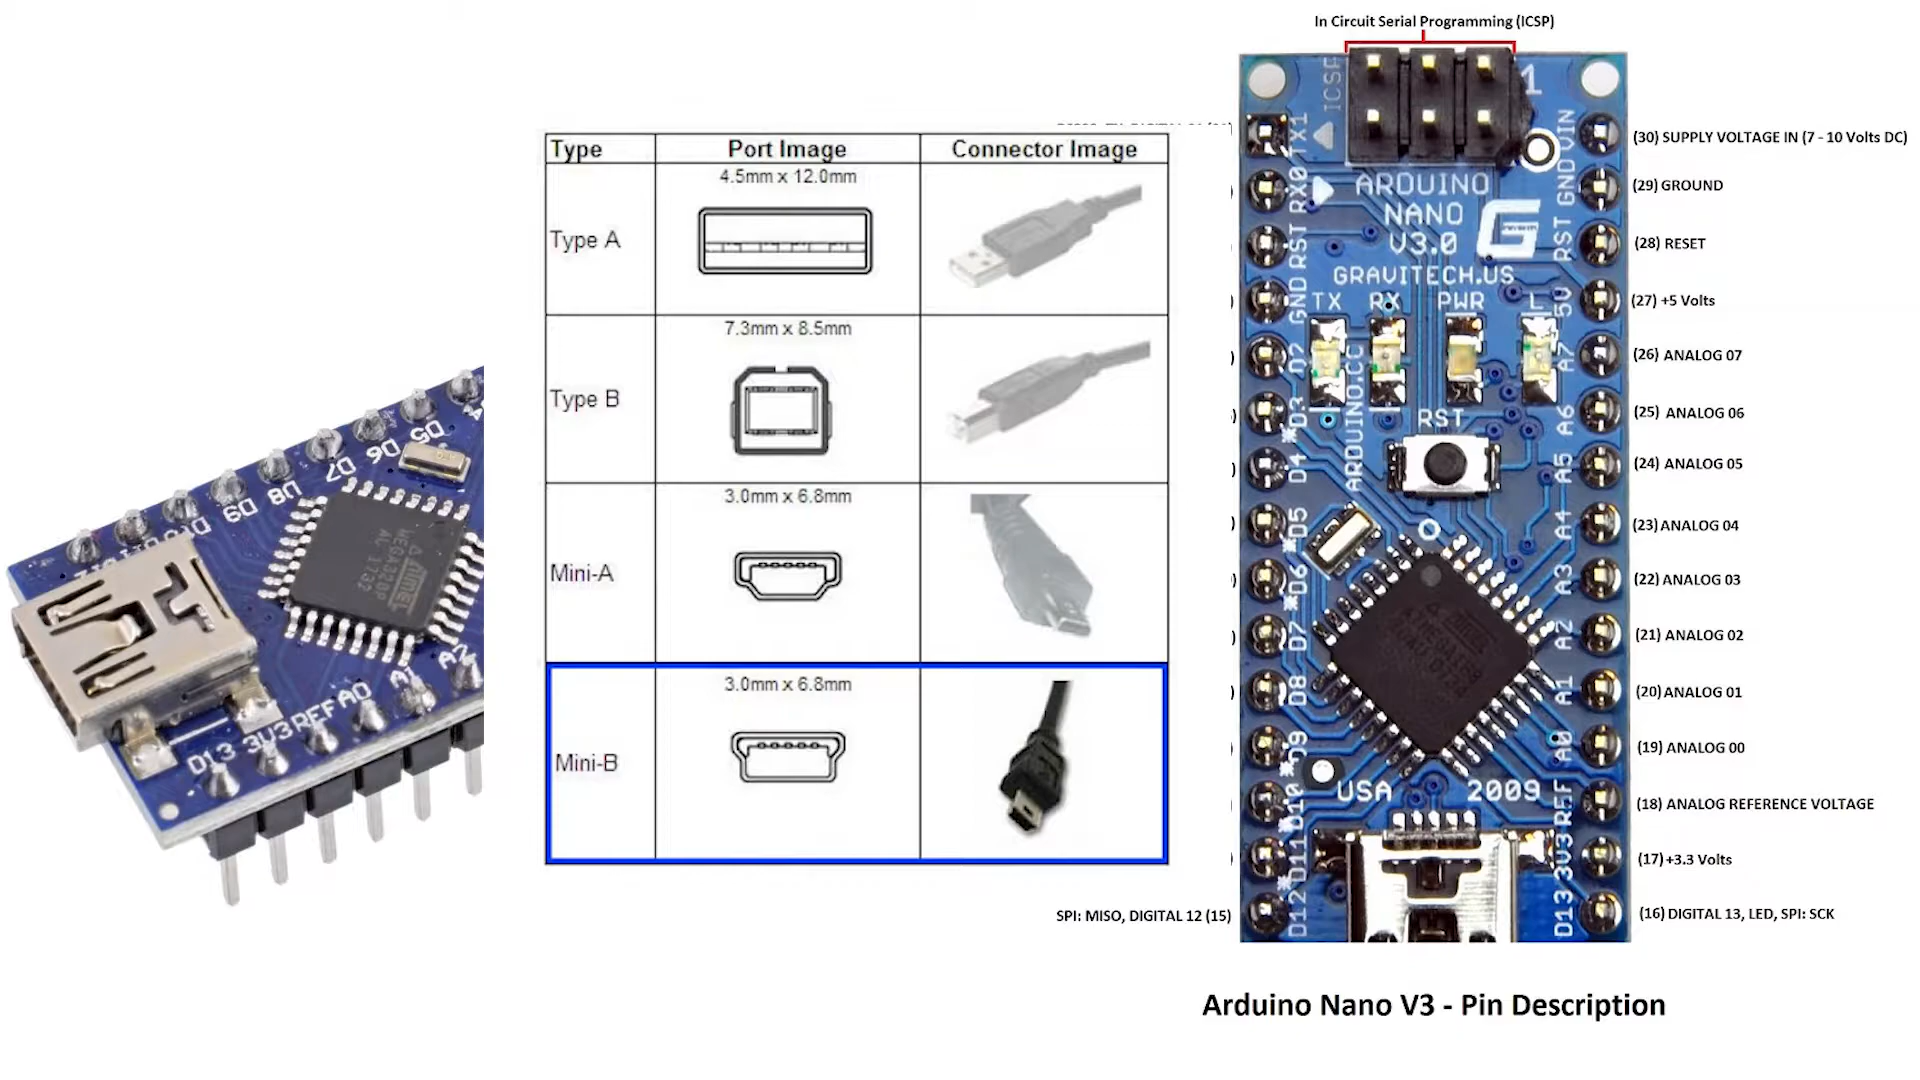 In Circuit Serial Programming (ICSP)
Type
Port Image
Connector Image
Type A
4.5mm x 12.0mm
Type B
7.3mm x 8.5mm
Mini-A
3.0mm x 6.8mm
Mini-B
3.0mm x 6.8mm
D5
D6
D7
D8
D9
MEGA328P
ATMEL
D13
3V3
REF
A0
A1
A2
ICSP
1
TX1
RX0
RST
GND
D2
*D3
D4
*D5
*D6
D7
D8
*D9
*D10
*D11
D12
ARDUINO
NANO
V3.0
GRAVITECH.US
TX
RX
PWR
L
ARDUINO.CC
RST
USA
2009
VIN
GND
RST
5V
A7
A6
A5
A4
A3
A2
A1
A0
REF
3V3
D13
(30) SUPPLY VOLTAGE IN (7 - 10 Volts DC)
(29) GROUND
(28) RESET
(27) +5 Volts
(26) ANALOG 07
(25) ANALOG 06
(24) ANALOG 05
(23) ANALOG 04
(22) ANALOG 03
(21) ANALOG 02
(20) ANALOG 01
(19) ANALOG 00
(18) ANALOG REFERENCE VOLTAGE
(17) +3.3 Volts
(16) DIGITAL 13, LED, SPI: SCK
SPI: MISO, DIGITAL 12 (15)
Arduino Nano V3 - Pin Description